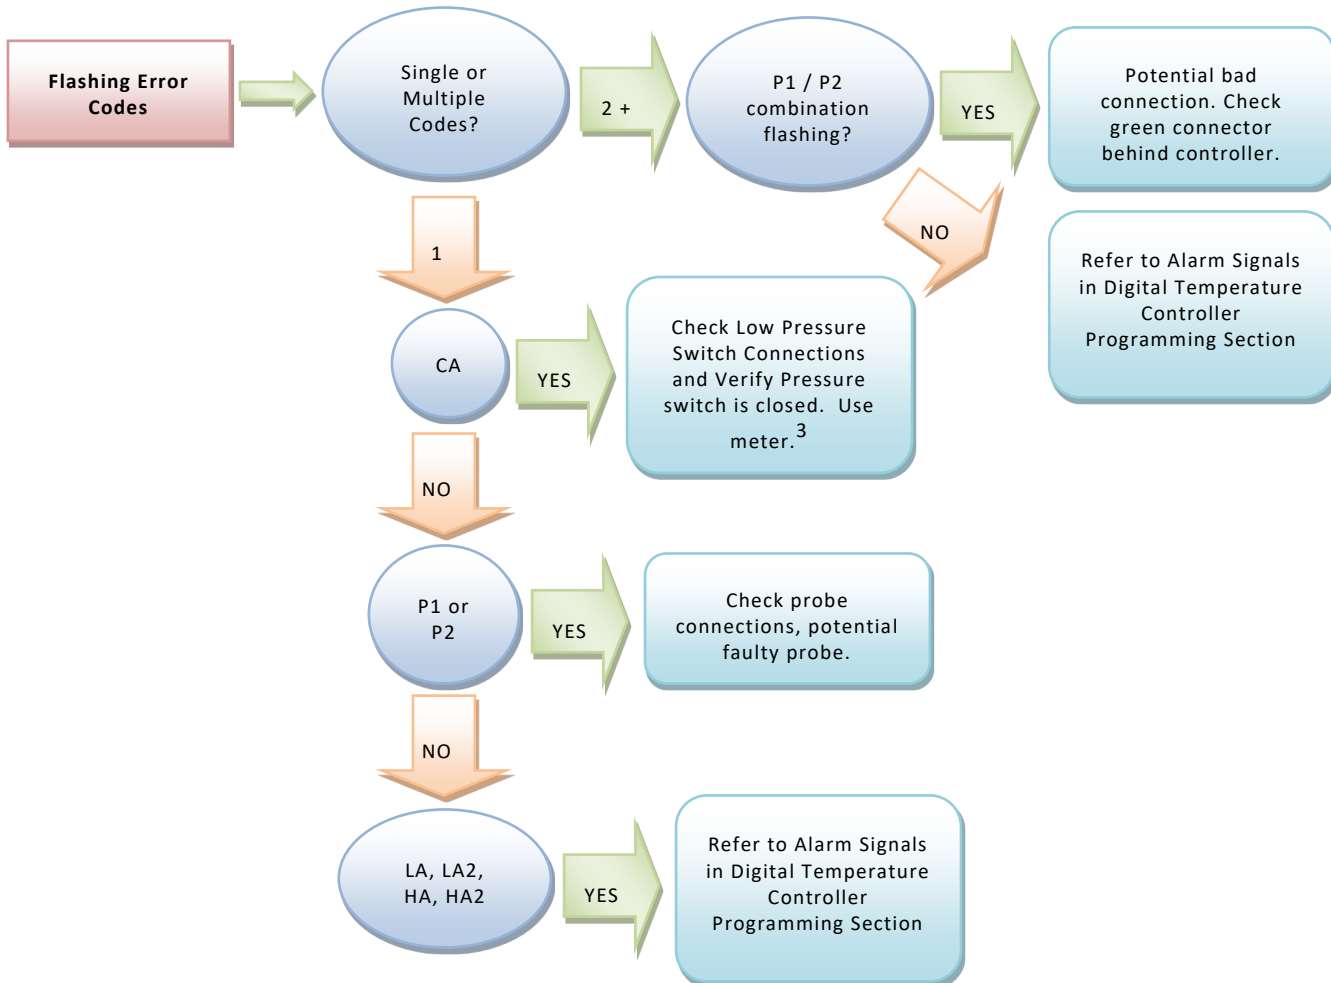 Flashing Error
Codes
Single or
Multiple
Codes?
2 +
P1 / P2
combination
flashing?
YES
Potential bad
connection. Check
green connector
behind controller.
NO
Refer to Alarm Signals
in Digital Temperature
Controller
Programming Section
1
CA
YES
Check Low Pressure
Switch Connections
and Verify Pressure
switch is closed.  Use
meter.3
NO
P1 or
P2
YES
Check probe
connections, potential
faulty probe.
NO
LA, LA2,
HA, HA2
YES
Refer to Alarm Signals
in Digital Temperature
Controller
Programming Section